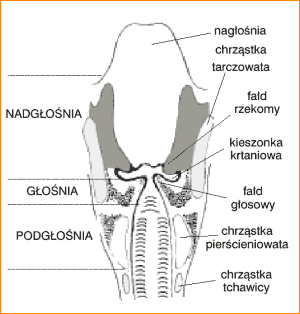 nagłośnia
chrząstka
tarczowata
NADGŁOŚNIA
fałd
rzekomy
kieszonka
krtaniowa
GŁOŚNIA
fałd
głosowy
PODGŁOŚNIA
chrząstka
pierścieniowata
chrząstka
tchawicy